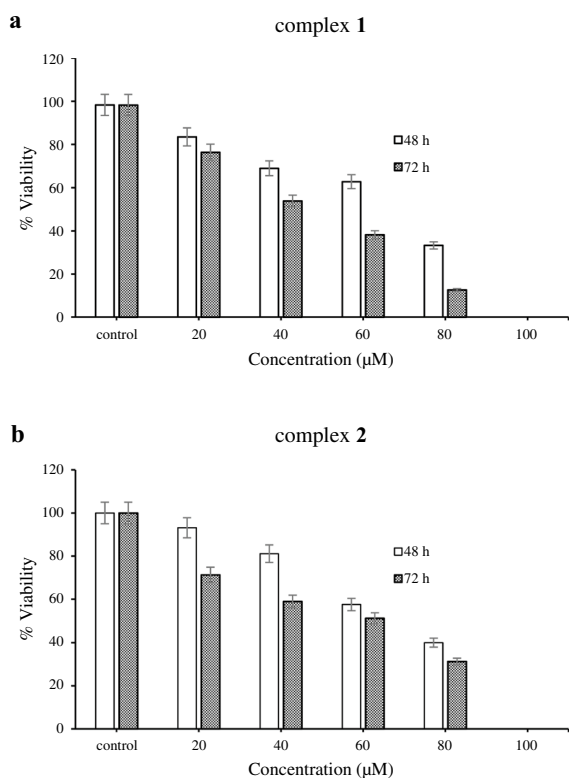 a
complex 1
120
100
80
60
40
20
0
% Viability
48 h
72 h
control 20 40 60 80 100
Concentration (µM)
b
complex 2
120
100
80
60
40
20
0
% Viability
48 h
72 h
control 20 40 60 80 100
Concentration (µM)